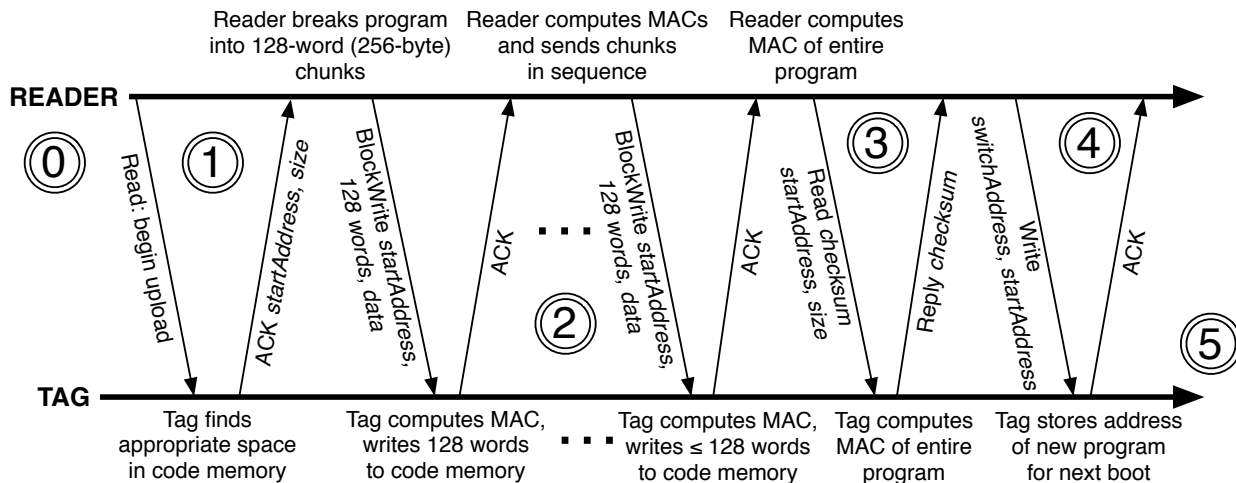 Reader breaks program
into 128-word (256-byte)
chunks
Reader computes MACs
and sends chunks
in sequence
Reader computes
MAC of entire
program
READER
0
1
2
3
4
5
Read: begin upload
ACK startAddress, size
BlockWrite startAddress,
128 words, data
ACK
BlockWrite startAddress,
128 words, data
ACK
Read checksum
startAddress, size
Reply checksum
Write
switchAddress, startAddress
ACK
TAG
Tag finds
appropriate space
in code memory
Tag computes MAC,
writes 128 words
to code memory
Tag computes MAC,
writes ≤ 128 words
to code memory
Tag computes
MAC of entire
program
Tag stores address
of new program
for next boot